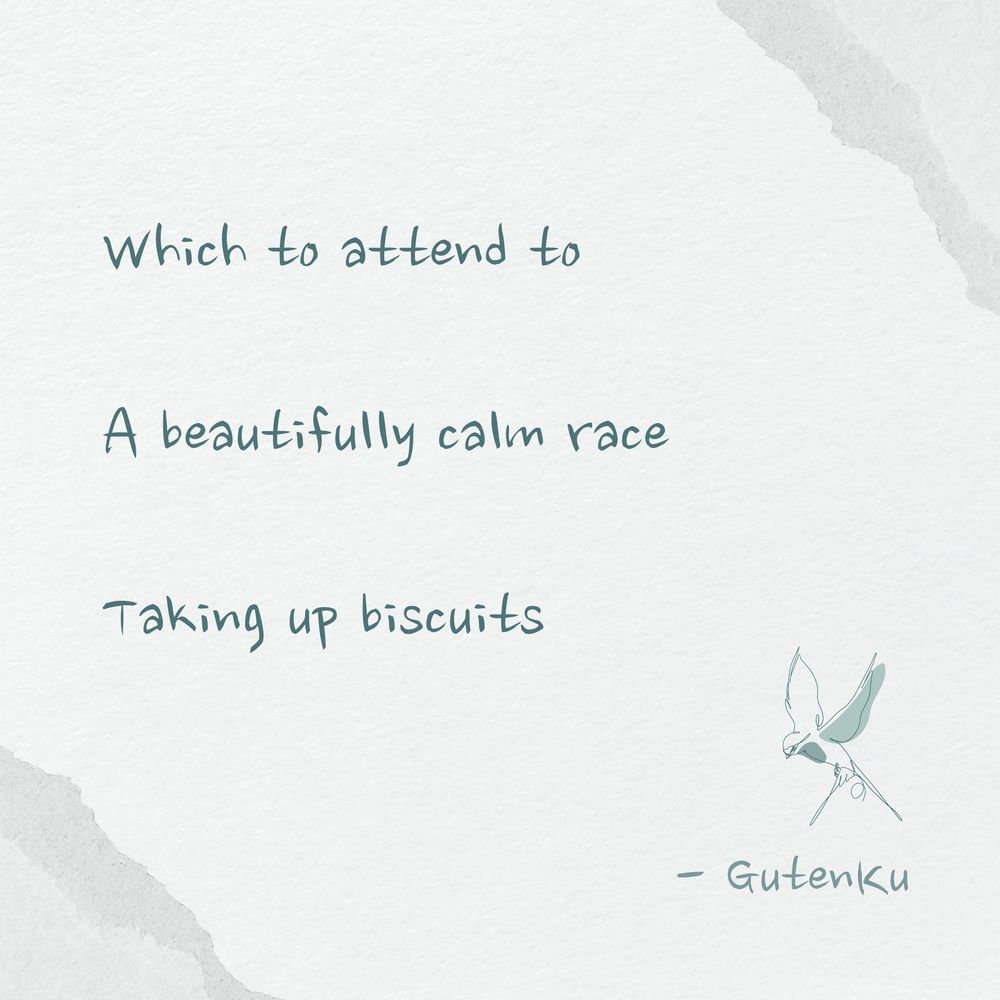 Which to attend to
A beautifully calm race
Taking up biscuits
- GutenKu